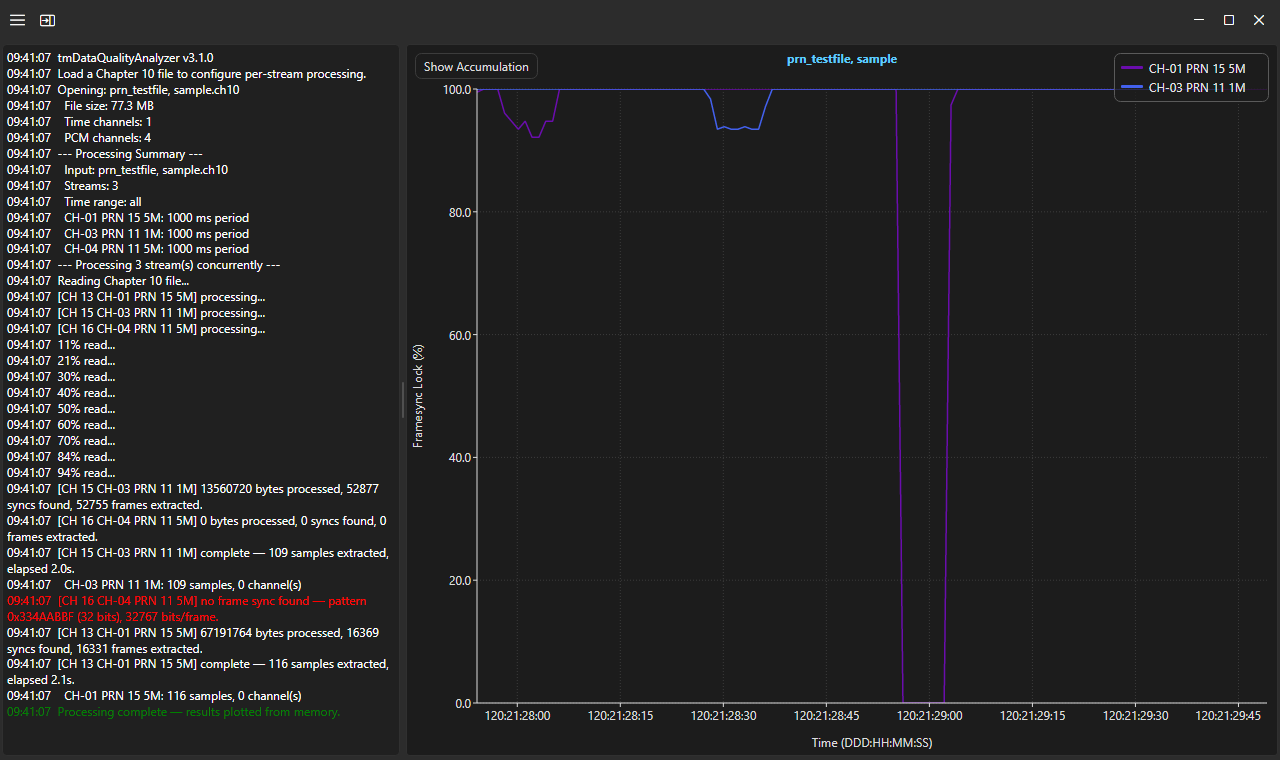 09:41:07 tmDataQualityAnalyzer v3.1.0
09:41:07 Load a Chapter 10 file to configure per-stream processing.
09:41:07 Opening: prn_testfile, sample.ch10
09:41:07 File size: 77.3 MB
09:41:07 Time channels: 1
09:41:07 PCM channels: 4
09:41:07 --- Processing Summary ---
09:41:07 Input: prn_testfile, sample.ch10
09:41:07 Streams: 3
09:41:07 Time range: all
09:41:07 CH-01 PRN 15 5M: 1000 ms period
09:41:07 CH-03 PRN 11 1M: 1000 ms period
09:41:07 CH-04 PRN 11 5M: 1000 ms period
09:41:07 --- Processing 3 stream(s) concurrently ---
09:41:07 Reading Chapter 10 file...
09:41:07 [CH 13 CH-01 PRN 15 5M] processing...
09:41:07 [CH 15 CH-03 PRN 11 1M] processing...
09:41:07 [CH 16 CH-04 PRN 11 5M] processing...
09:41:07 11% read...
09:41:07 21% read...
09:41:07 30% read...
09:41:07 40% read...
09:41:07 50% read...
09:41:07 60% read...
09:41:07 70% read...
09:41:07 84% read...
09:41:07 94% read...
09:41:07 [CH 15 CH-03 PRN 11 1M] 13560720 bytes processed, 52877
syncs found, 52755 frames extracted.
09:41:07 [CH 16 CH-04 PRN 11 5M] 0 bytes processed, 0 syncs found, 0
frames extracted.
09:41:07 [CH 15 CH-03 PRN 11 1M] complete — 109 samples extracted,
elapsed 2.0s.
09:41:07 CH-03 PRN 11 1M: 109 samples, 0 channel(s)
09:41:07 [CH 16 CH-04 PRN 11 5M] no frame sync found — pattern
0x334AABBF (32 bits), 32767 bits/frame.
09:41:07 [CH 13 CH-01 PRN 15 5M] 67191764 bytes processed, 16369
syncs found, 16331 frames extracted.
09:41:07 [CH 13 CH-01 PRN 15 5M] complete — 116 samples extracted,
elapsed 2.1s.
09:41:07 CH-01 PRN 15 5M: 116 samples, 0 channel(s)
09:41:07 Processing complete — results plotted from memory.
Show Accumulation
prn_testfile, sample
CH-01 PRN 15 5M
CH-03 PRN 11 1M
100.0
80.0
60.0
40.0
20.0
0.0
Framesync Lock (%)
120:21:28:00 120:21:28:15 120:21:28:30 120:21:28:45 120:21:29:00 120:21:29:15 120:21:29:30 120:21:29:45
Time (DDD:HH:MM:SS)